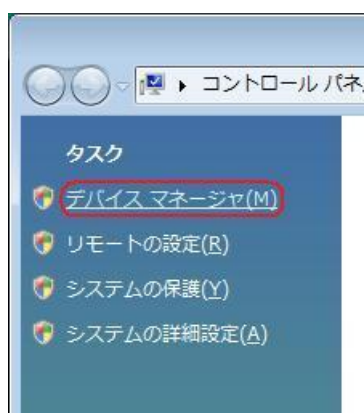 コントロール パネ
タスク
デバイス マネージャ(M)
リモートの設定(R)
システムの保護(Y)
システムの詳細設定(A)